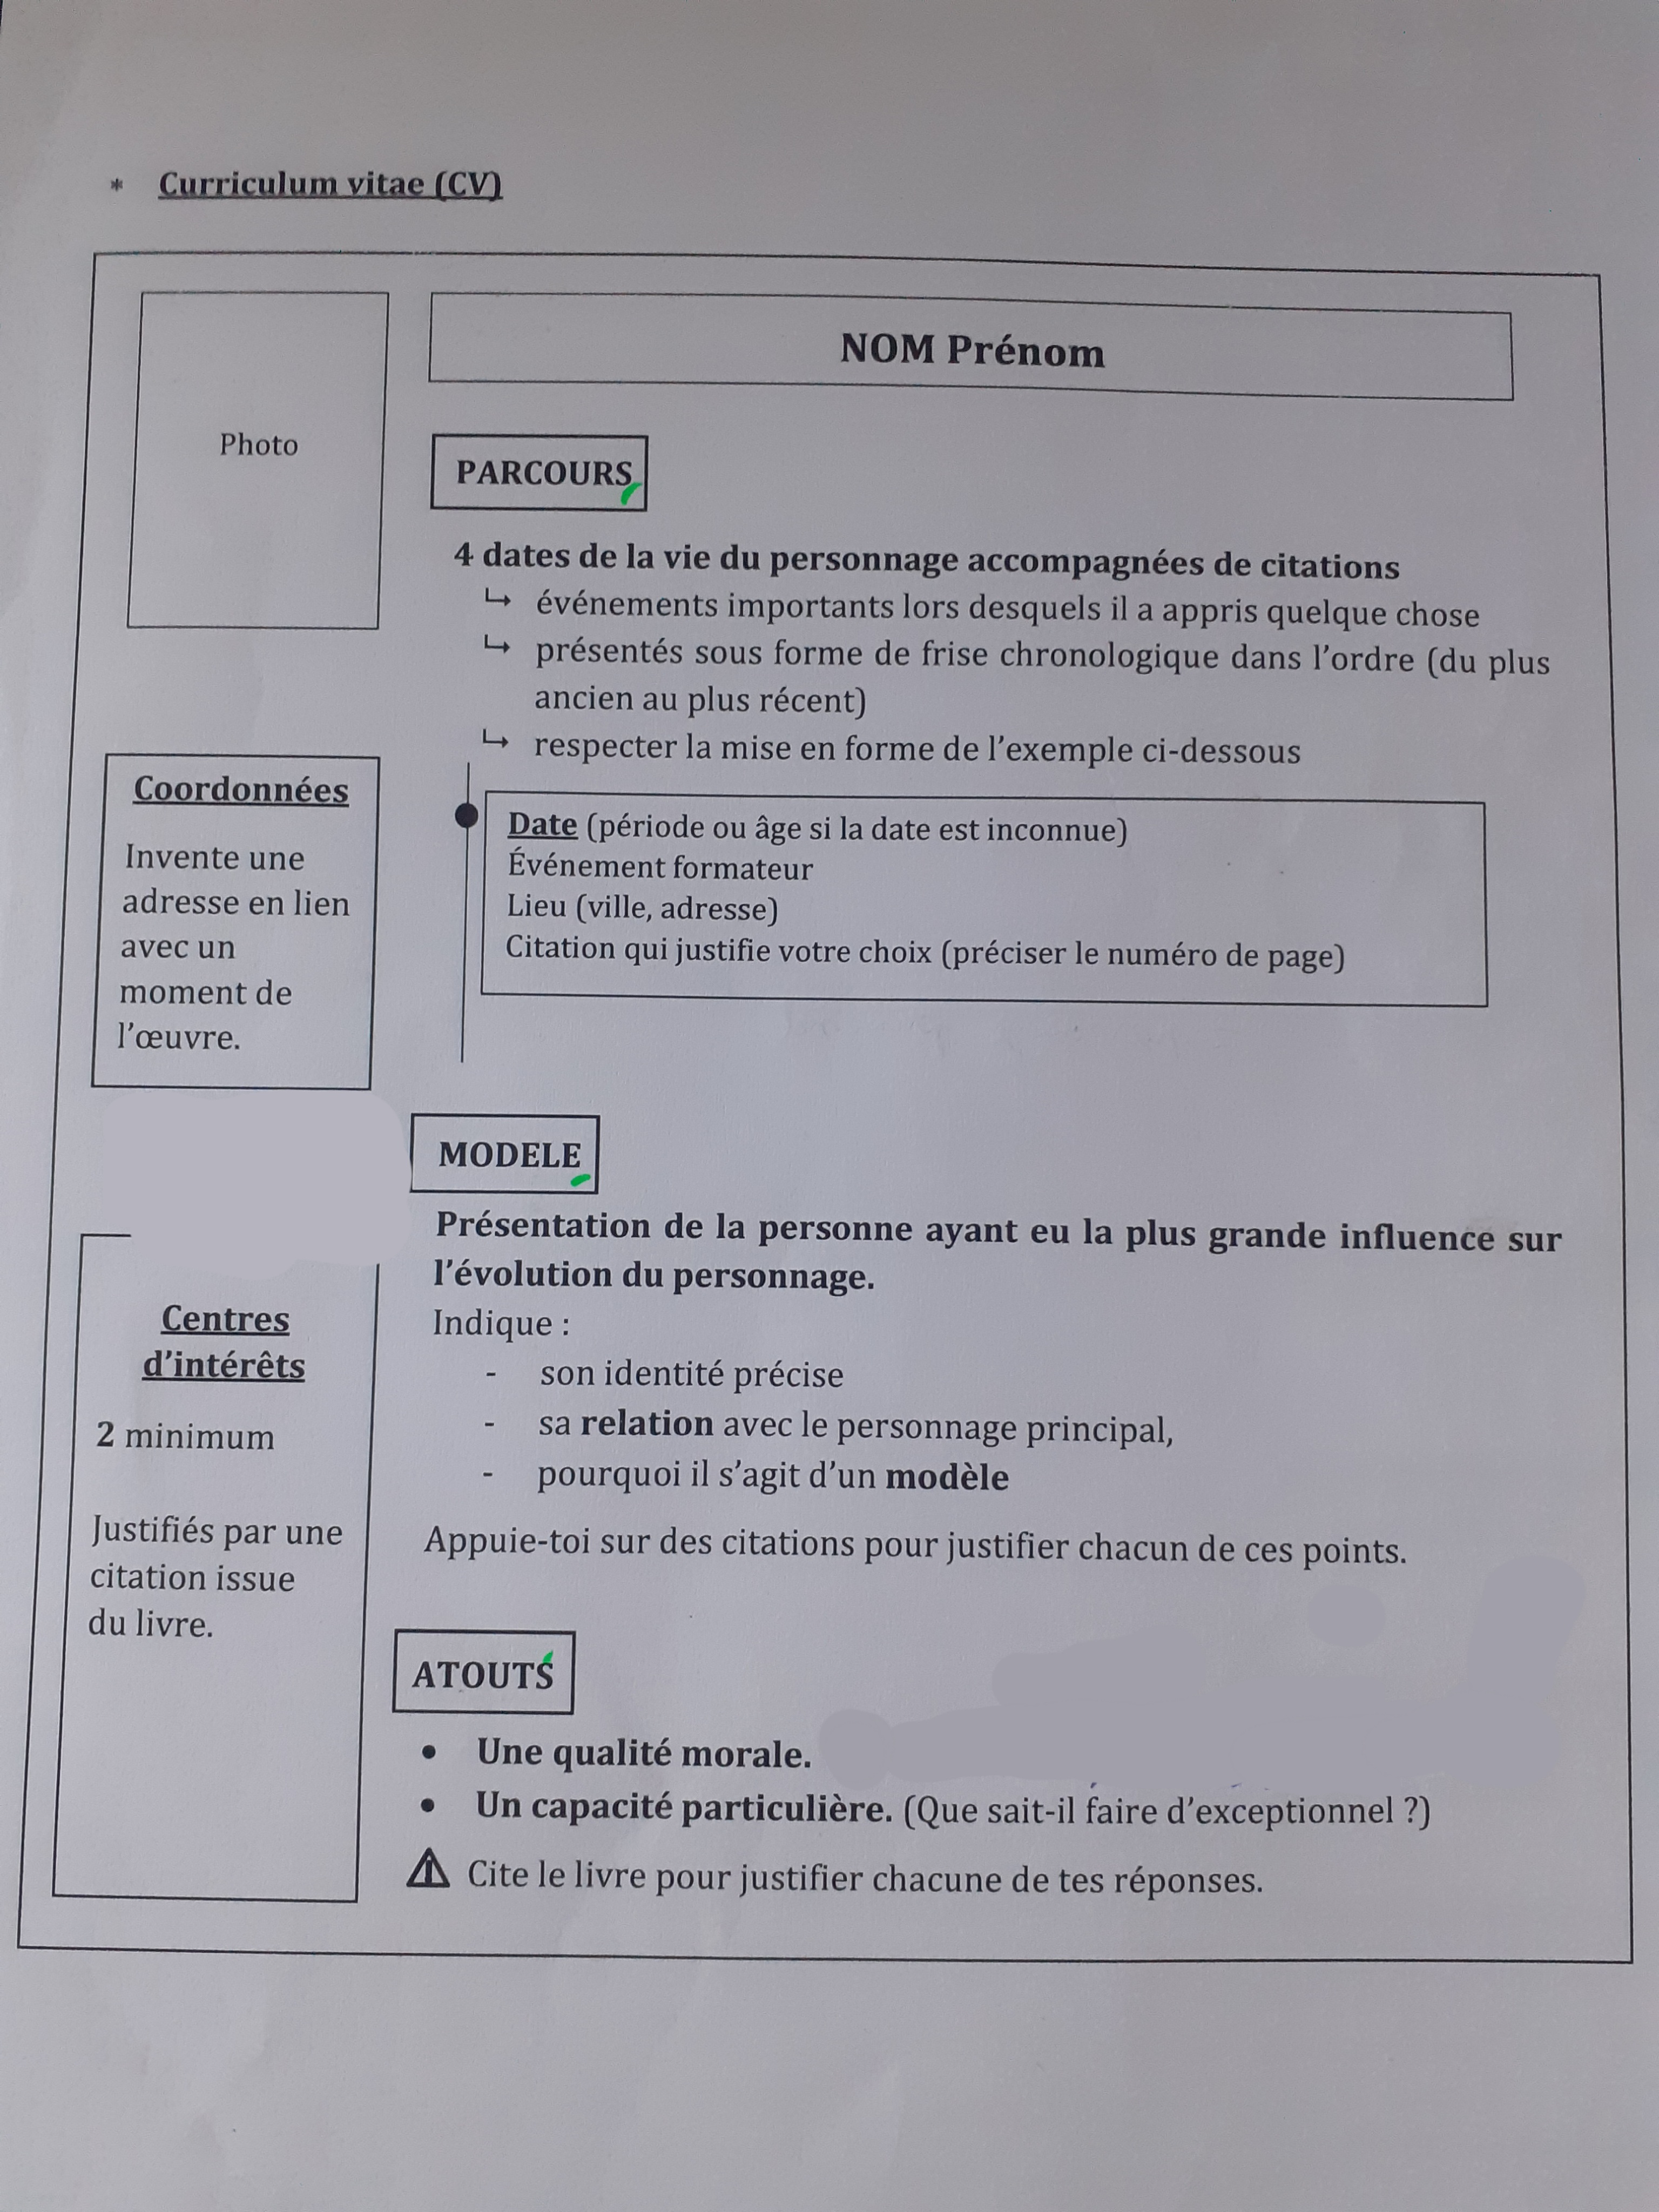 * Curriculum vitae (CV)
Photo
NOM Prénom
PARCOURS
4 dates de la vie du personnage accompagnées de citations
↳ événements importants lors desquels il a appris quelque chose
↳ présentés sous forme de frise chronologique dans l'ordre (du plus
ancien au plus récent)
↳ respecter la mise en forme de l'exemple ci-dessous
Date (période ou âge si la date est inconnue)
Événement formateur
Lieu (ville, adresse)
Citation qui justifie votre choix (préciser le numéro de page)
Coordonnées
Invente une
adresse en lien
avec un
moment de
l'œuvre.
MODELE
Présentation de la personne ayant eu la plus grande influence sur
l'évolution du personnage.
Indique :
- son identité précise
- sa relation avec le personnage principal,
- pourquoi il s'agit d'un modèle
Appuie-toi sur des citations pour justifier chacun de ces points.
Centres
d'intérêts
2 minimum
Justifiés par une
citation issue
du livre.
ATOUTS
• Une qualité morale.
• Un capacité particulière. (Que sait-il faire d'exceptionnel ?)
⚠ Cite le livre pour justifier chacune de tes réponses.